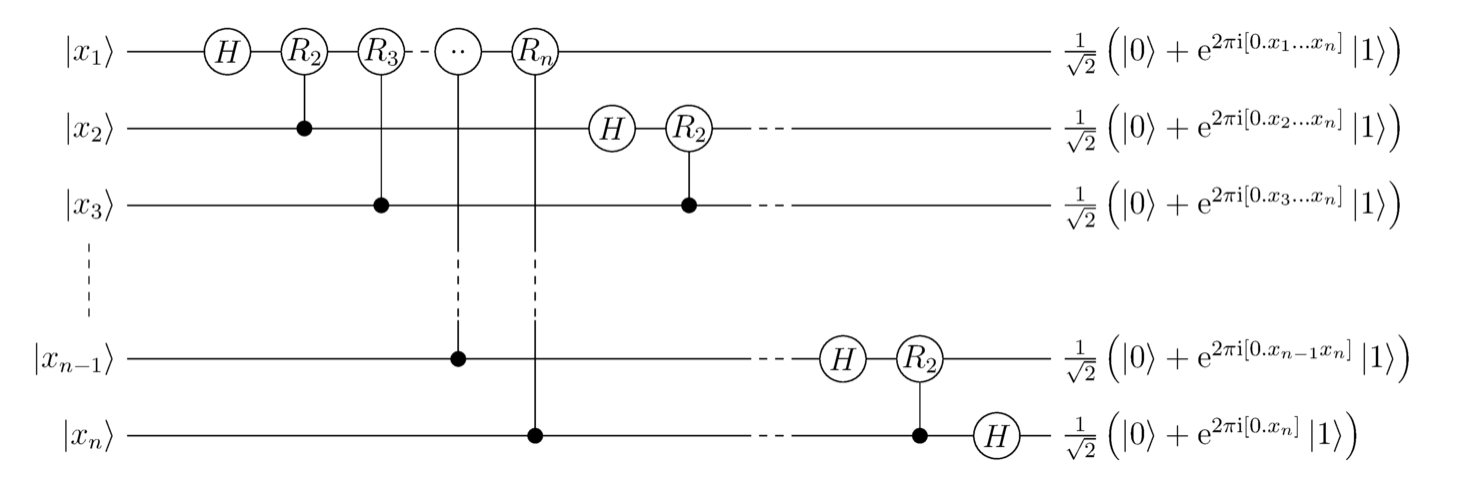 |x₁⟩ H R₂ R₃ ·· Rₙ 1/√2 (|0⟩ + e^{2πi[0.x₁...xₙ]} |1⟩)
|x₂⟩ H R₂ 1/√2 (|0⟩ + e^{2πi[0.x₂...xₙ]} |1⟩)
|x₃⟩ 1/√2 (|0⟩ + e^{2πi[0.x₃...xₙ]} |1⟩)
|xₙ₋₁⟩ H R₂ 1/√2 (|0⟩ + e^{2πi[0.xₙ₋₁xₙ]} |1⟩)
|xₙ⟩ H 1/√2 (|0⟩ + e^{2πi[0.xₙ]} |1⟩)